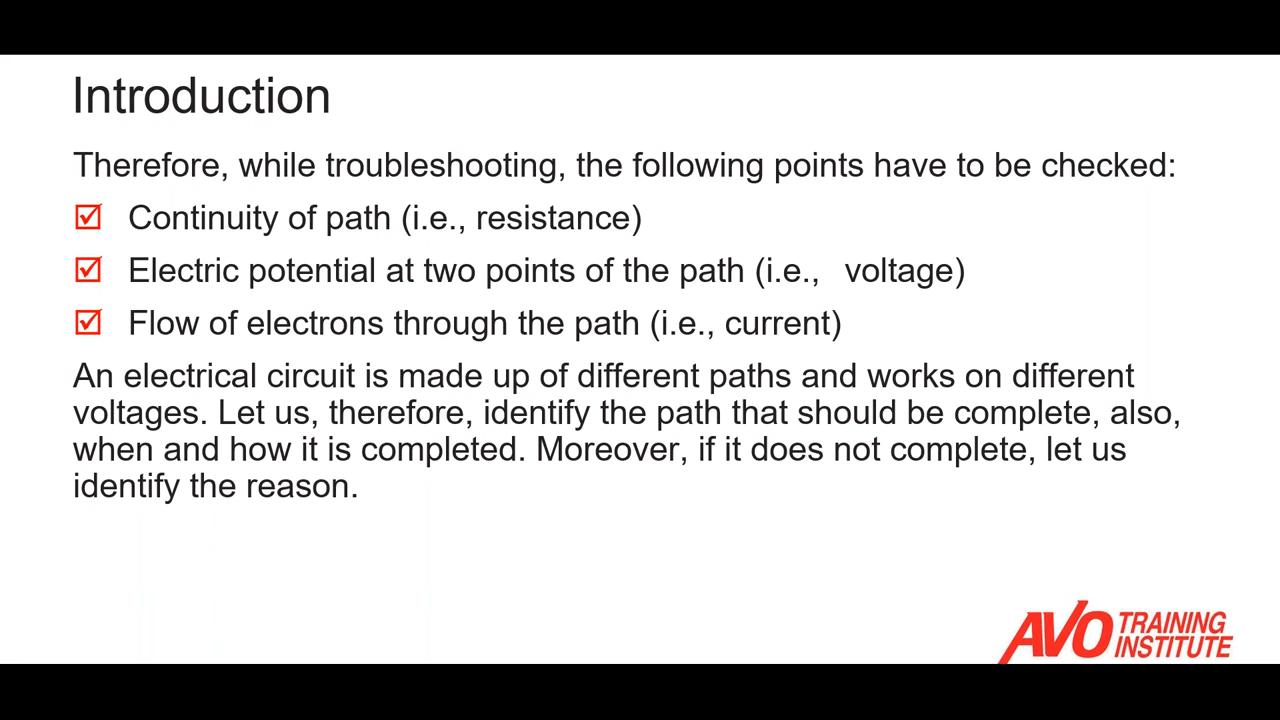 Introduction
Therefore, while troubleshooting, the following points have to be checked:
Continuity of path (i.e., resistance)
Electric potential at two points of the path (i.e., voltage)
Flow of electrons through the path (i.e., current)
An electrical circuit is made up of different paths and works on different
voltages. Let us, therefore, identify the path that should be complete, also,
when and how it is completed. Moreover, if it does not complete, let us
identify the reason.
AVO TRAINING
INSTITUTE